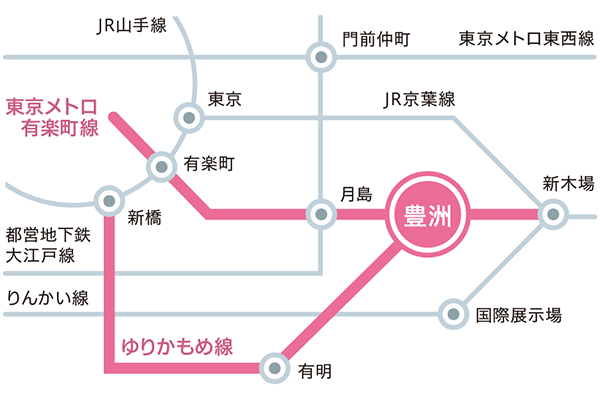 JR山手線
門前仲町
東京メトロ東西線
東京メトロ
有楽町線
東京
JR京葉線
有楽町
新橋
月島
豊洲
新木場
都営地下鉄
大江戸線
りんかい線
国際展示場
ゆりかもめ線
有明